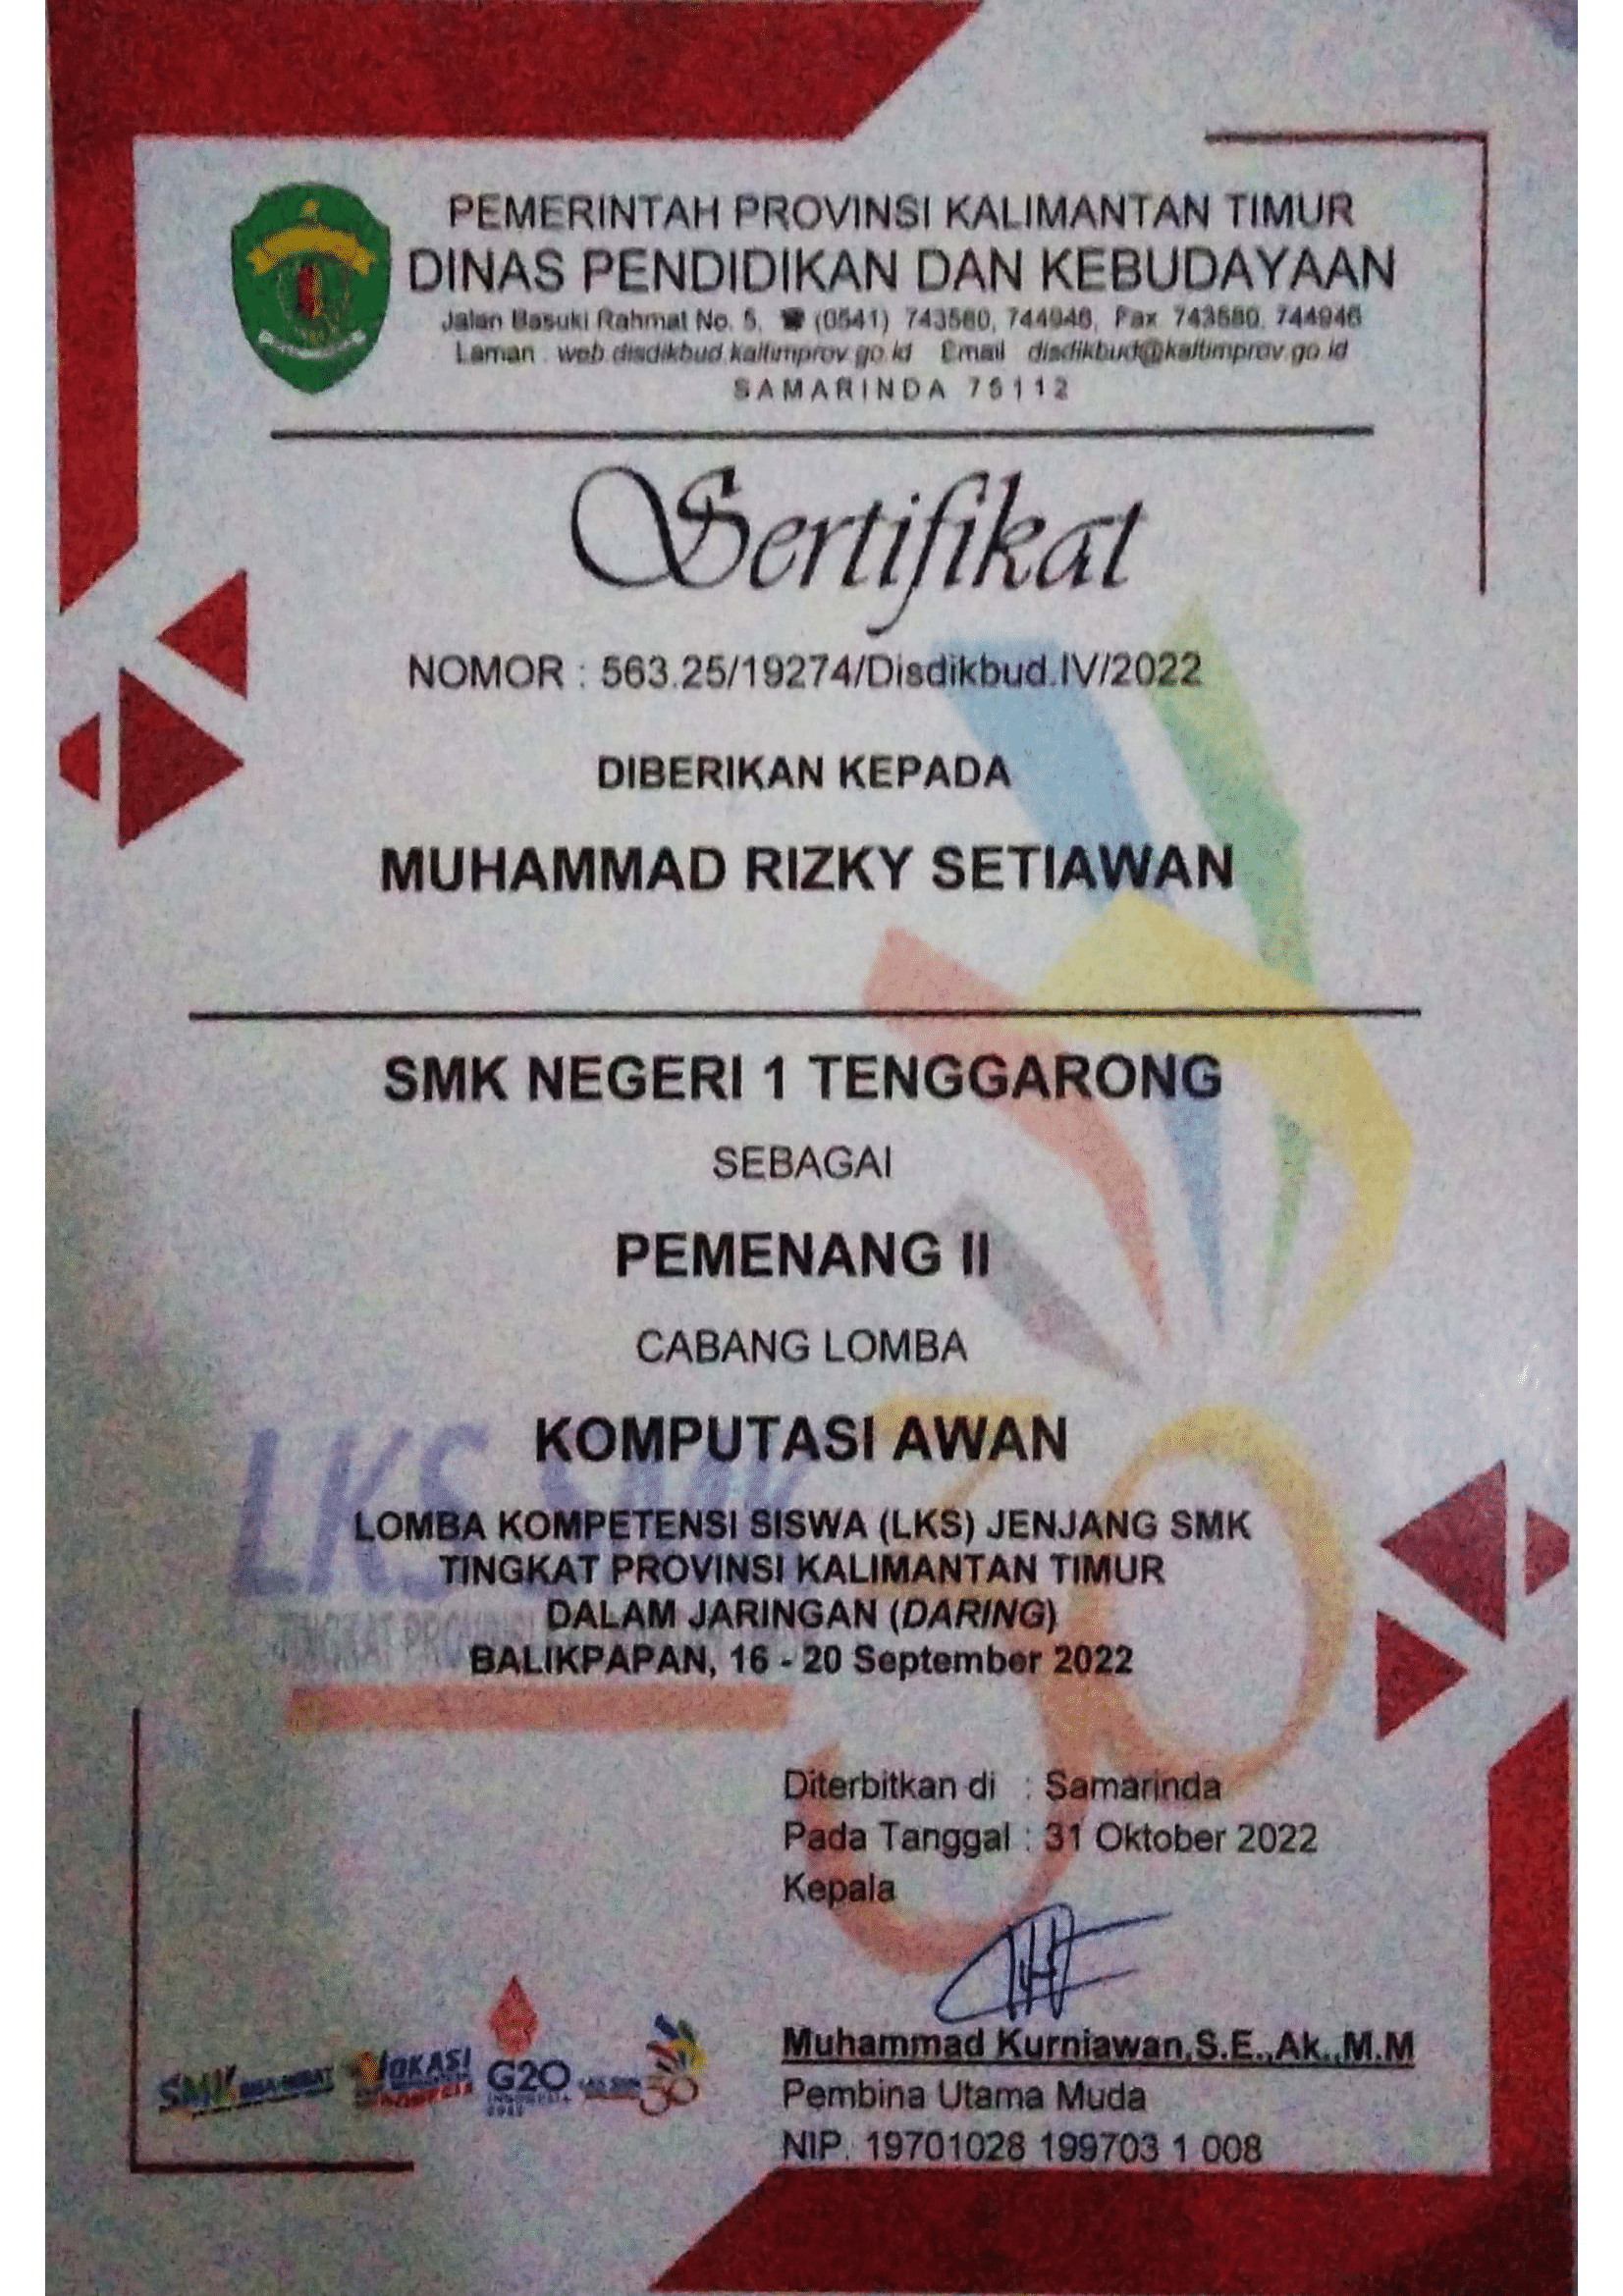 PEMERINTAH PROVINSI KALIMANTAN TIMUR
DINAS PENDIDIKAN DAN KEBUDAYAAN
Jalan Basuki Rahmat No. 5, ☎ (0541) 743580, 744946, Fax 743580, 744946
Laman : web.disdikbud.kaltimprov.go.id Email disdikbud@kaltimprov.go.id
SAMARINDA 75112
Sertifikat
NOMOR : 563.25/19274/Disdikbud.IV/2022
DIBERIKAN KEPADA
MUHAMMAD RIZKY SETIAWAN
SMK NEGERI 1 TENGGARONG
SEBAGAI
PEMENANG II
CABANG LOMBA
KOMPUTASI AWAN
LKS SMK
30
LOMBA KOMPETENSI SISWA (LKS) JENJANG SMK
TINGKAT PROVINSI KALIMANTAN TIMUR
DALAM JARINGAN (DARING)
TINGKAT PROVINSI
BALIKPAPAN, 16 - 20 September 2022
Diterbitkan di : Samarinda
Pada Tanggal : 31 Oktober 2022
Kepala
Muhammad Kurniawan,S.E.,Ak.,M.M
Pembina Utama Muda
NIP. 19701028 199703 1 008
SMK
VOKASI
INDONESIA
G20
INDONESIA
2022
LKS SMK
30